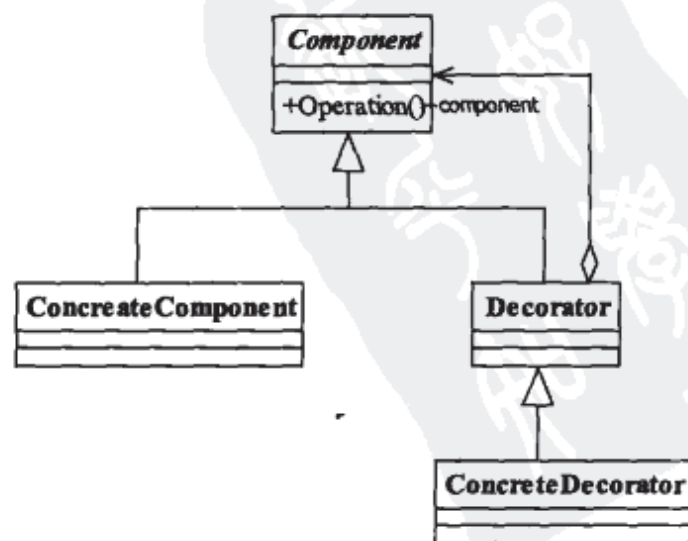 Component
+Operation()
-component
ConcreateComponent
Decorator
ConcreteDecorator